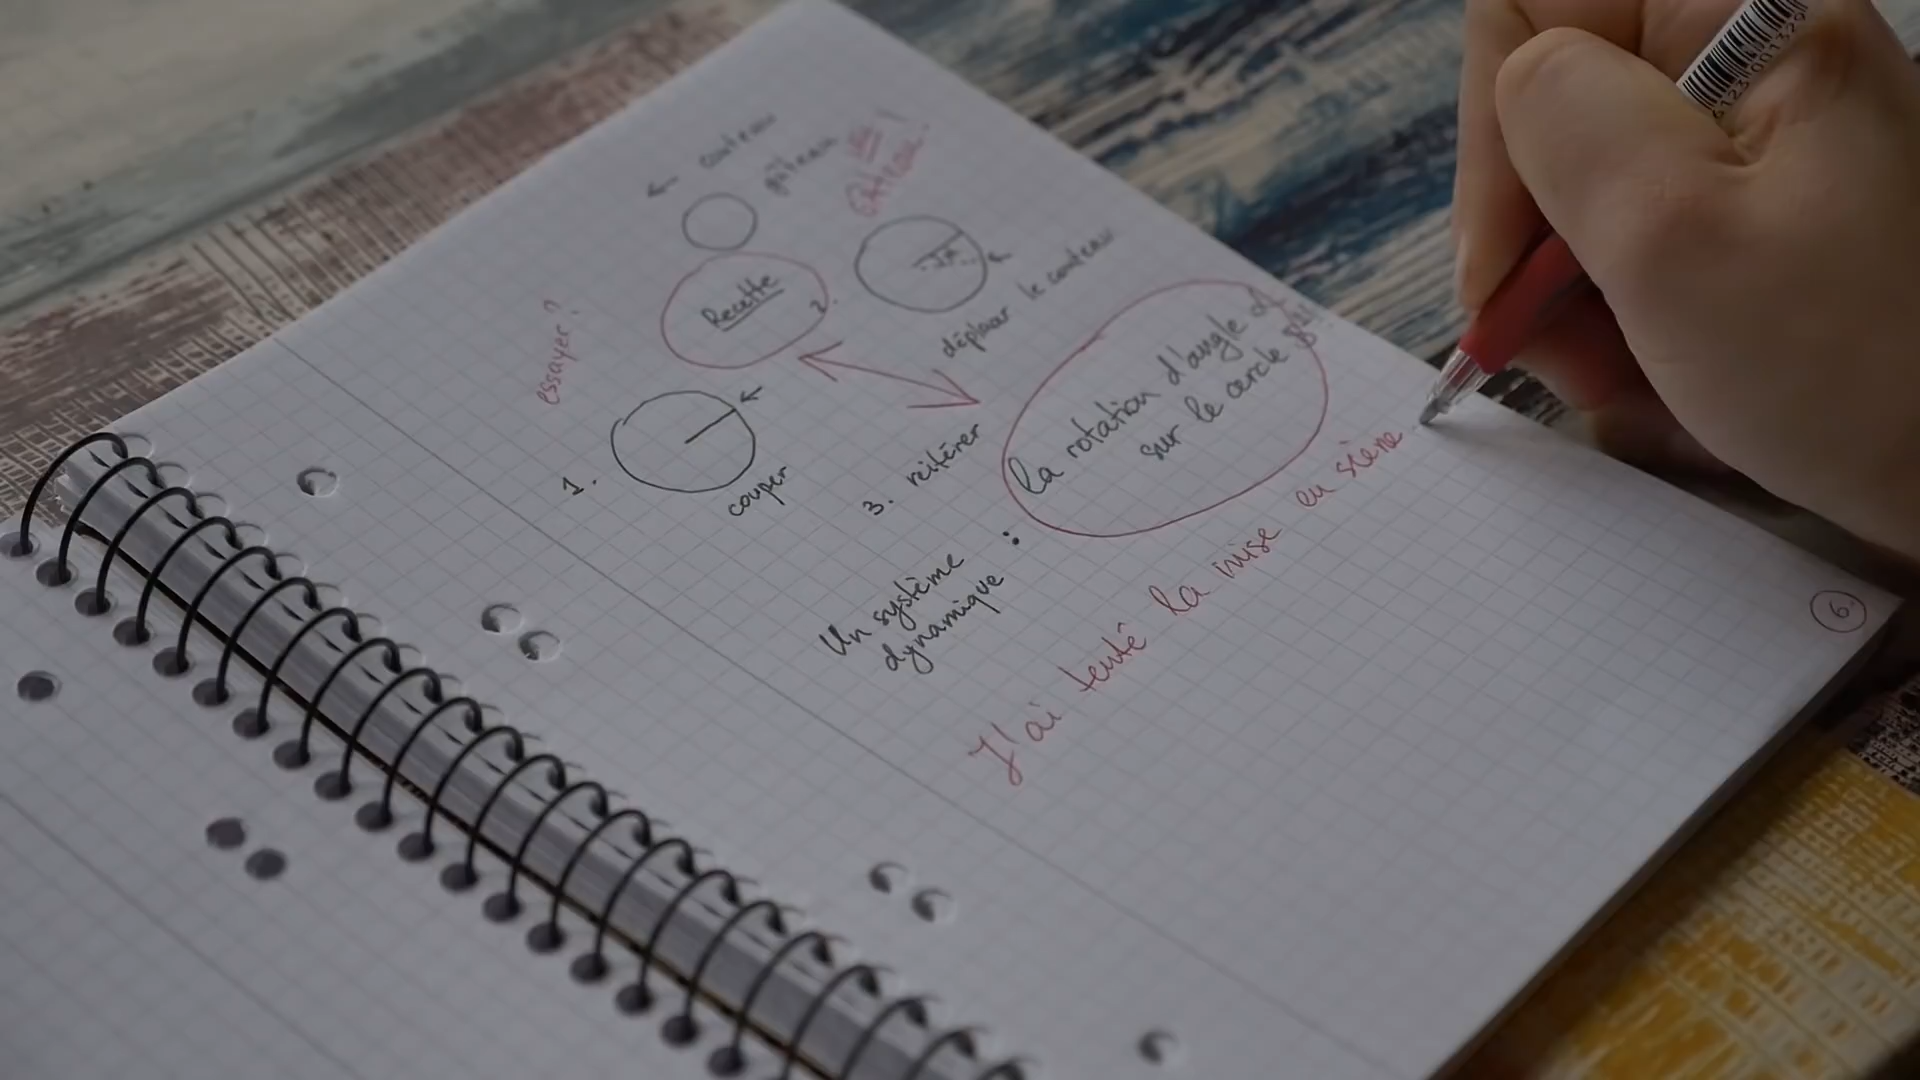 ← couteau
gâteau
Gâteau!
Recette
essayer?
1.
couper
2.
déplacer le couteau
3. réitérer
Un système
dynamique :
la rotation d'angle
sur le cercle
J'ai tenté la mise en scène
6.